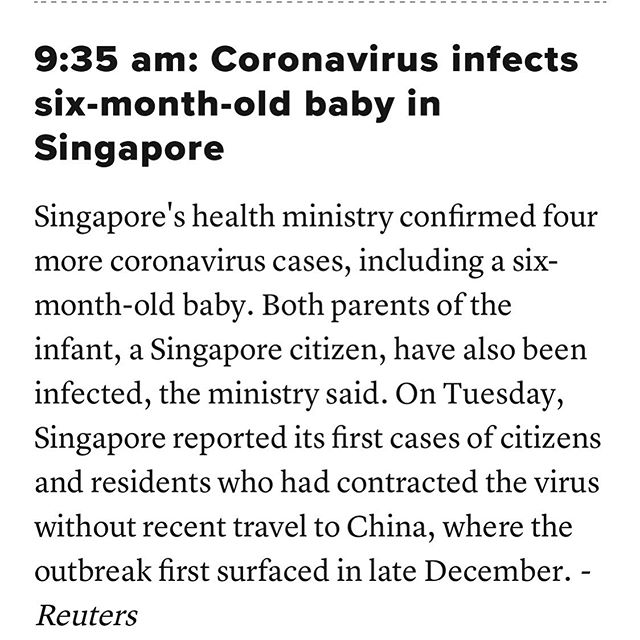 9:35 am: Coronavirus infects
six-month-old baby in
Singapore
Singapore's health ministry confirmed four
more coronavirus cases, including a six-
month-old baby. Both parents of the
infant, a Singapore citizen, have also been
infected, the ministry said. On Tuesday,
Singapore reported its first cases of citizens
and residents who had contracted the virus
without recent travel to China, where the
outbreak first surfaced in late December. -
Reuters